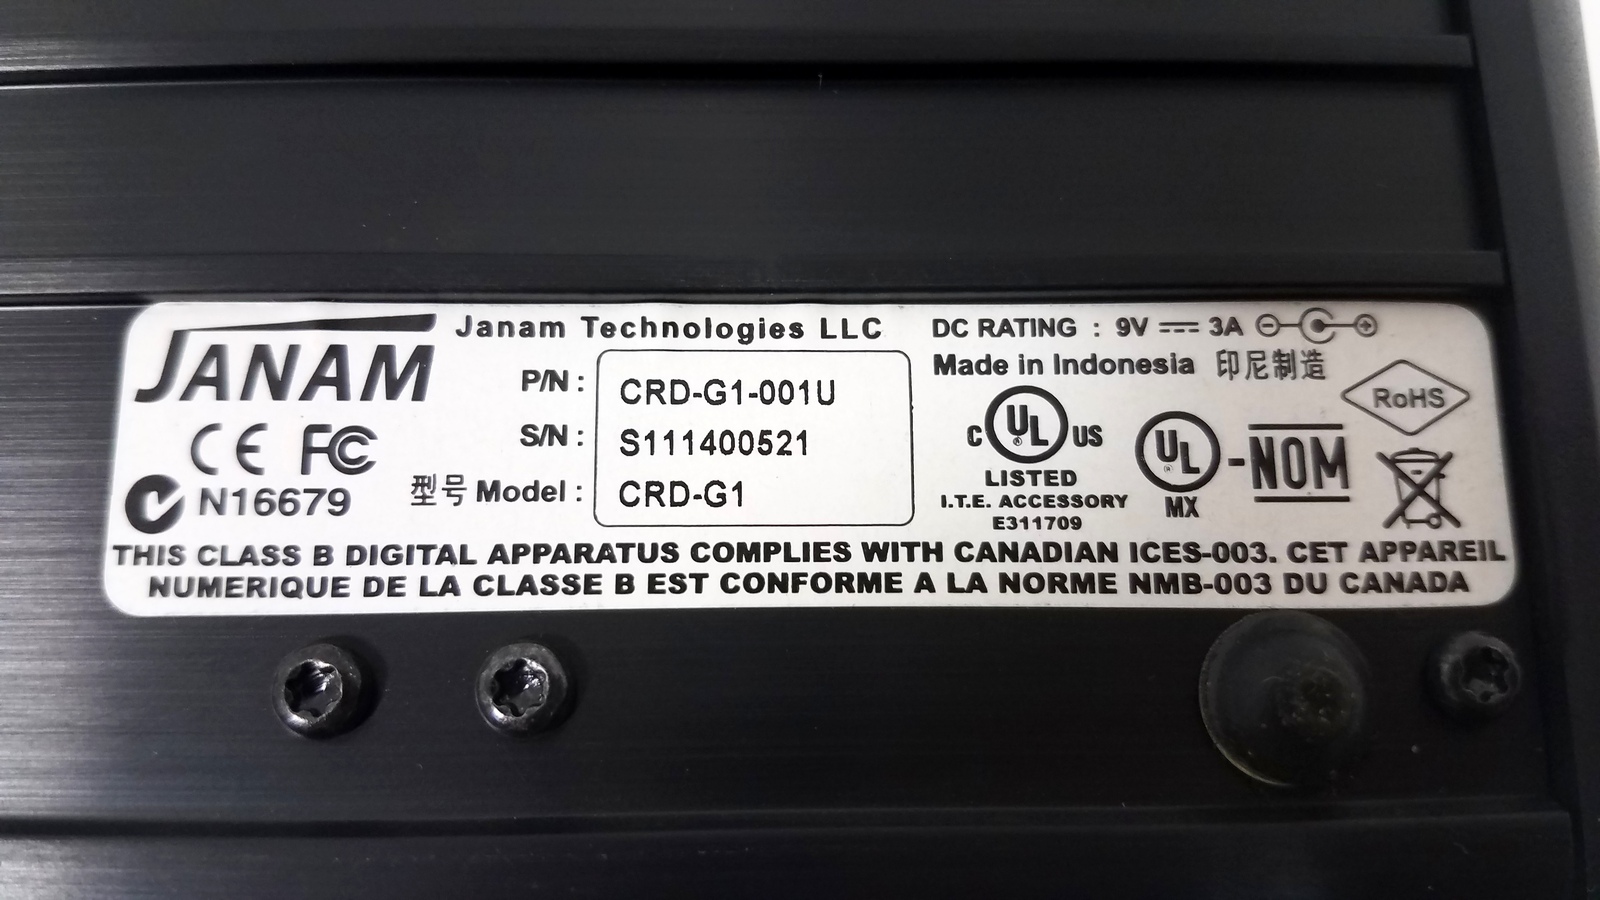 JANAM
Janam Technologies LLC
P/N : CRD-G1-001U
S/N : S111400521
型号 Model : CRD-G1
CE FC
N16679
DC RATING : 9V ⎓ 3A
Made in Indonesia 印尼制造
C UL ® US
LISTED
I.T.E. ACCESSORY
E311709
UL ® -NOM
MX
RoHS
THIS CLASS B DIGITAL APPARATUS COMPLIES WITH CANADIAN ICES-003. CET APPAREIL
NUMERIQUE DE LA CLASSE B EST CONFORME A LA NORME NMB-003 DU CANADA